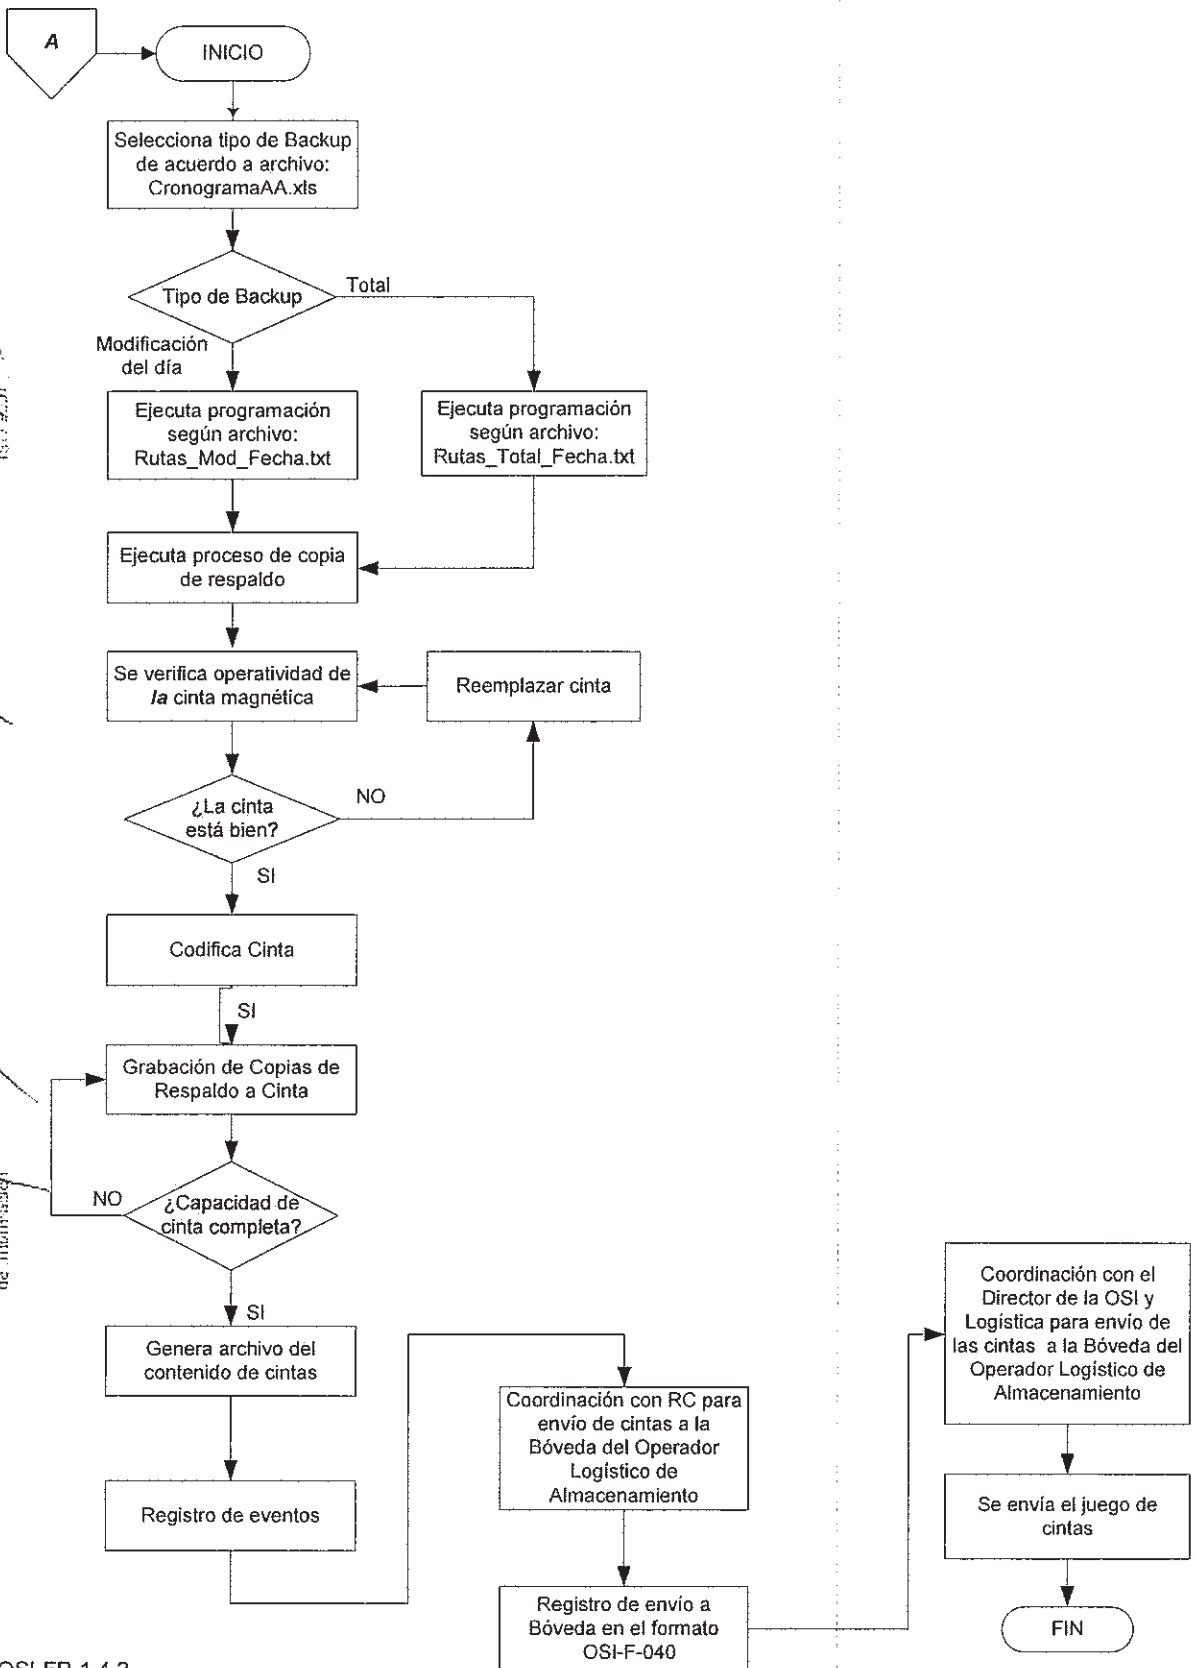 A
INICIO
Selecciona tipo de Backup
de acuerdo a archivo:
CronogramaAA.xls
Tipo de Backup
Total
Modificación
del día
Ejecuta programación
según archivo:
Rutas_Mod_Fecha.txt
Ejecuta programación
según archivo:
Rutas_Total_Fecha.txt
Ejecuta proceso de copia
de respaldo
Se verifica operatividad de
la cinta magnética
Reemplazar cinta
¿La cinta
está bien?
NO
SI
Codifica Cinta
SI
Grabación de Copias de
Respaldo a Cinta
NO
¿Capacidad de
cinta completa?
SI
Genera archivo del
contenido de cintas
Registro de eventos
Coordinación con RC para
envío de cintas a la
Bóveda del Operador
Logístico de
Almacenamiento
Registro de envío a
Bóveda en el formato
OSI-F-040
Coordinación con el
Director de la OSI y
Logística para envío de
las cintas a la Bóveda del
Operador Logístico de
Almacenamiento
Se envía el juego de
cintas
FIN